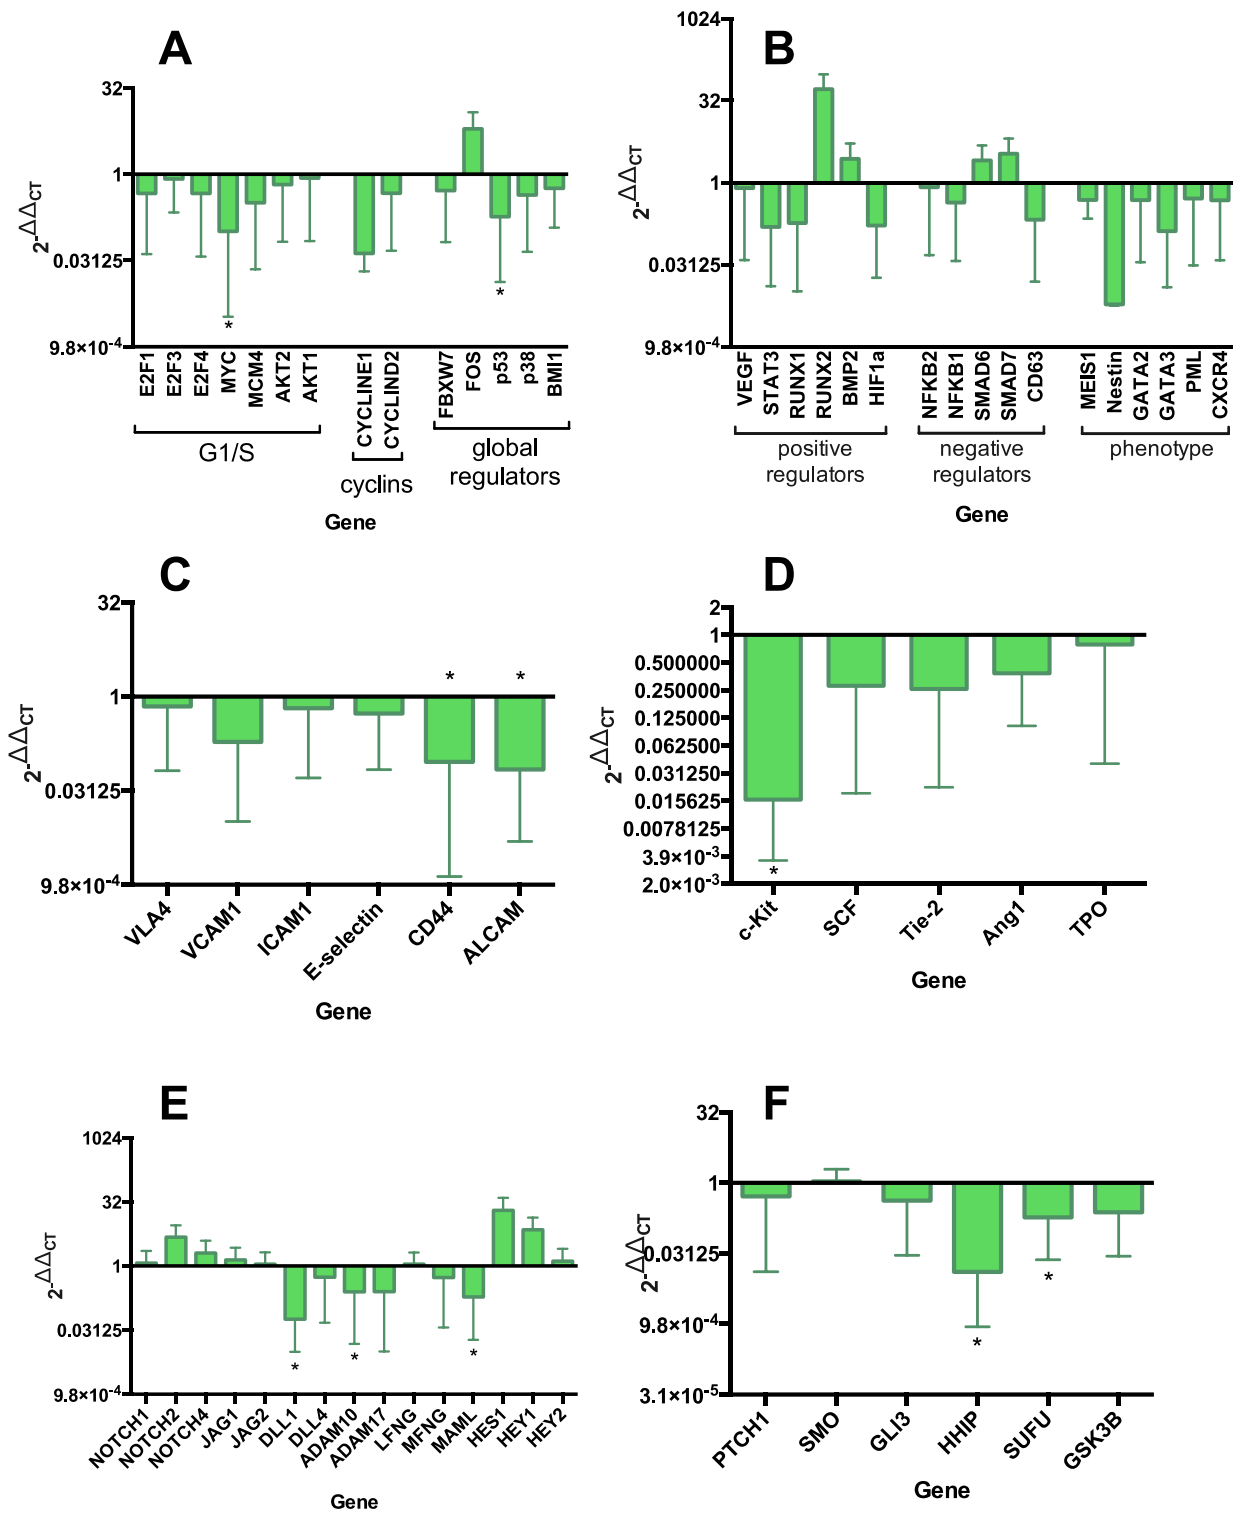 A
32
1
0.03125
9.8×10⁻⁴
2-ΔΔCT
E2F1
E2F3
E2F4
MYC
MCM4
AKT2
AKT1
CYCLINE1
CYCLIND2
FBXW7
FOS
p53
p38
BMI1
*
*
G1/S
cyclins
global
regulators
Gene
B
1024
32
1
0.03125
9.8×10⁻⁴
2-ΔΔCT
VEGF
STAT3
RUNX1
RUNX2
BMP2
HIF1a
NFKB2
NFKB1
SMAD6
SMAD7
CD63
MEIS1
Nestin
GATA2
GATA3
PML
CXCR4
positive
regulators
negative
regulators
phenotype
Gene
C
32
1
0.03125
9.8×10⁻⁴
2-ΔΔCT
* *
VLA4
VCAM1
ICAM1
E-selectin
CD44
ALCAM
Gene
D
2
1
0.500000
0.250000
0.125000
0.062500
0.031250
0.015625
0.0078125
3.9×10⁻³
2.0×10⁻³
2-ΔΔCT
*
c-Kit
SCF
Tie-2
Ang1
TPO
Gene
E
1024
32
1
0.03125
9.8×10⁻⁴
2-ΔΔCT
* * *
NOTCH1
NOTCH2
NOTCH4
JAG1
JAG2
DLL1
DLL4
ADAM10
ADAM17
LFNG
MFNG
MAML
HES1
HEY1
HEY2
Gene
F
32
1
0.03125
9.8×10⁻⁴
3.1×10⁻⁵
2-ΔΔCT
*
*
PTCH1
SMO
GLI3
HHIP
SUFU
GSK3B
Gene